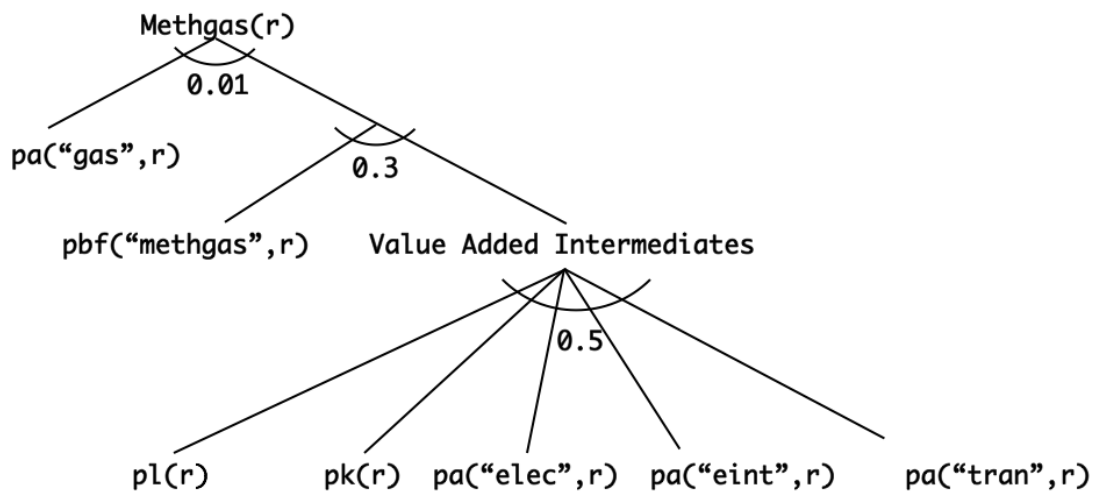 Methgas(r)
0.01
pa(“gas”,r)
0.3
pbf(“methgas”,r)
Value Added Intermediates
0.5
pl(r)
pk(r)
pa(“elec”,r)
pa(“eint”,r)
pa(“tran”,r)